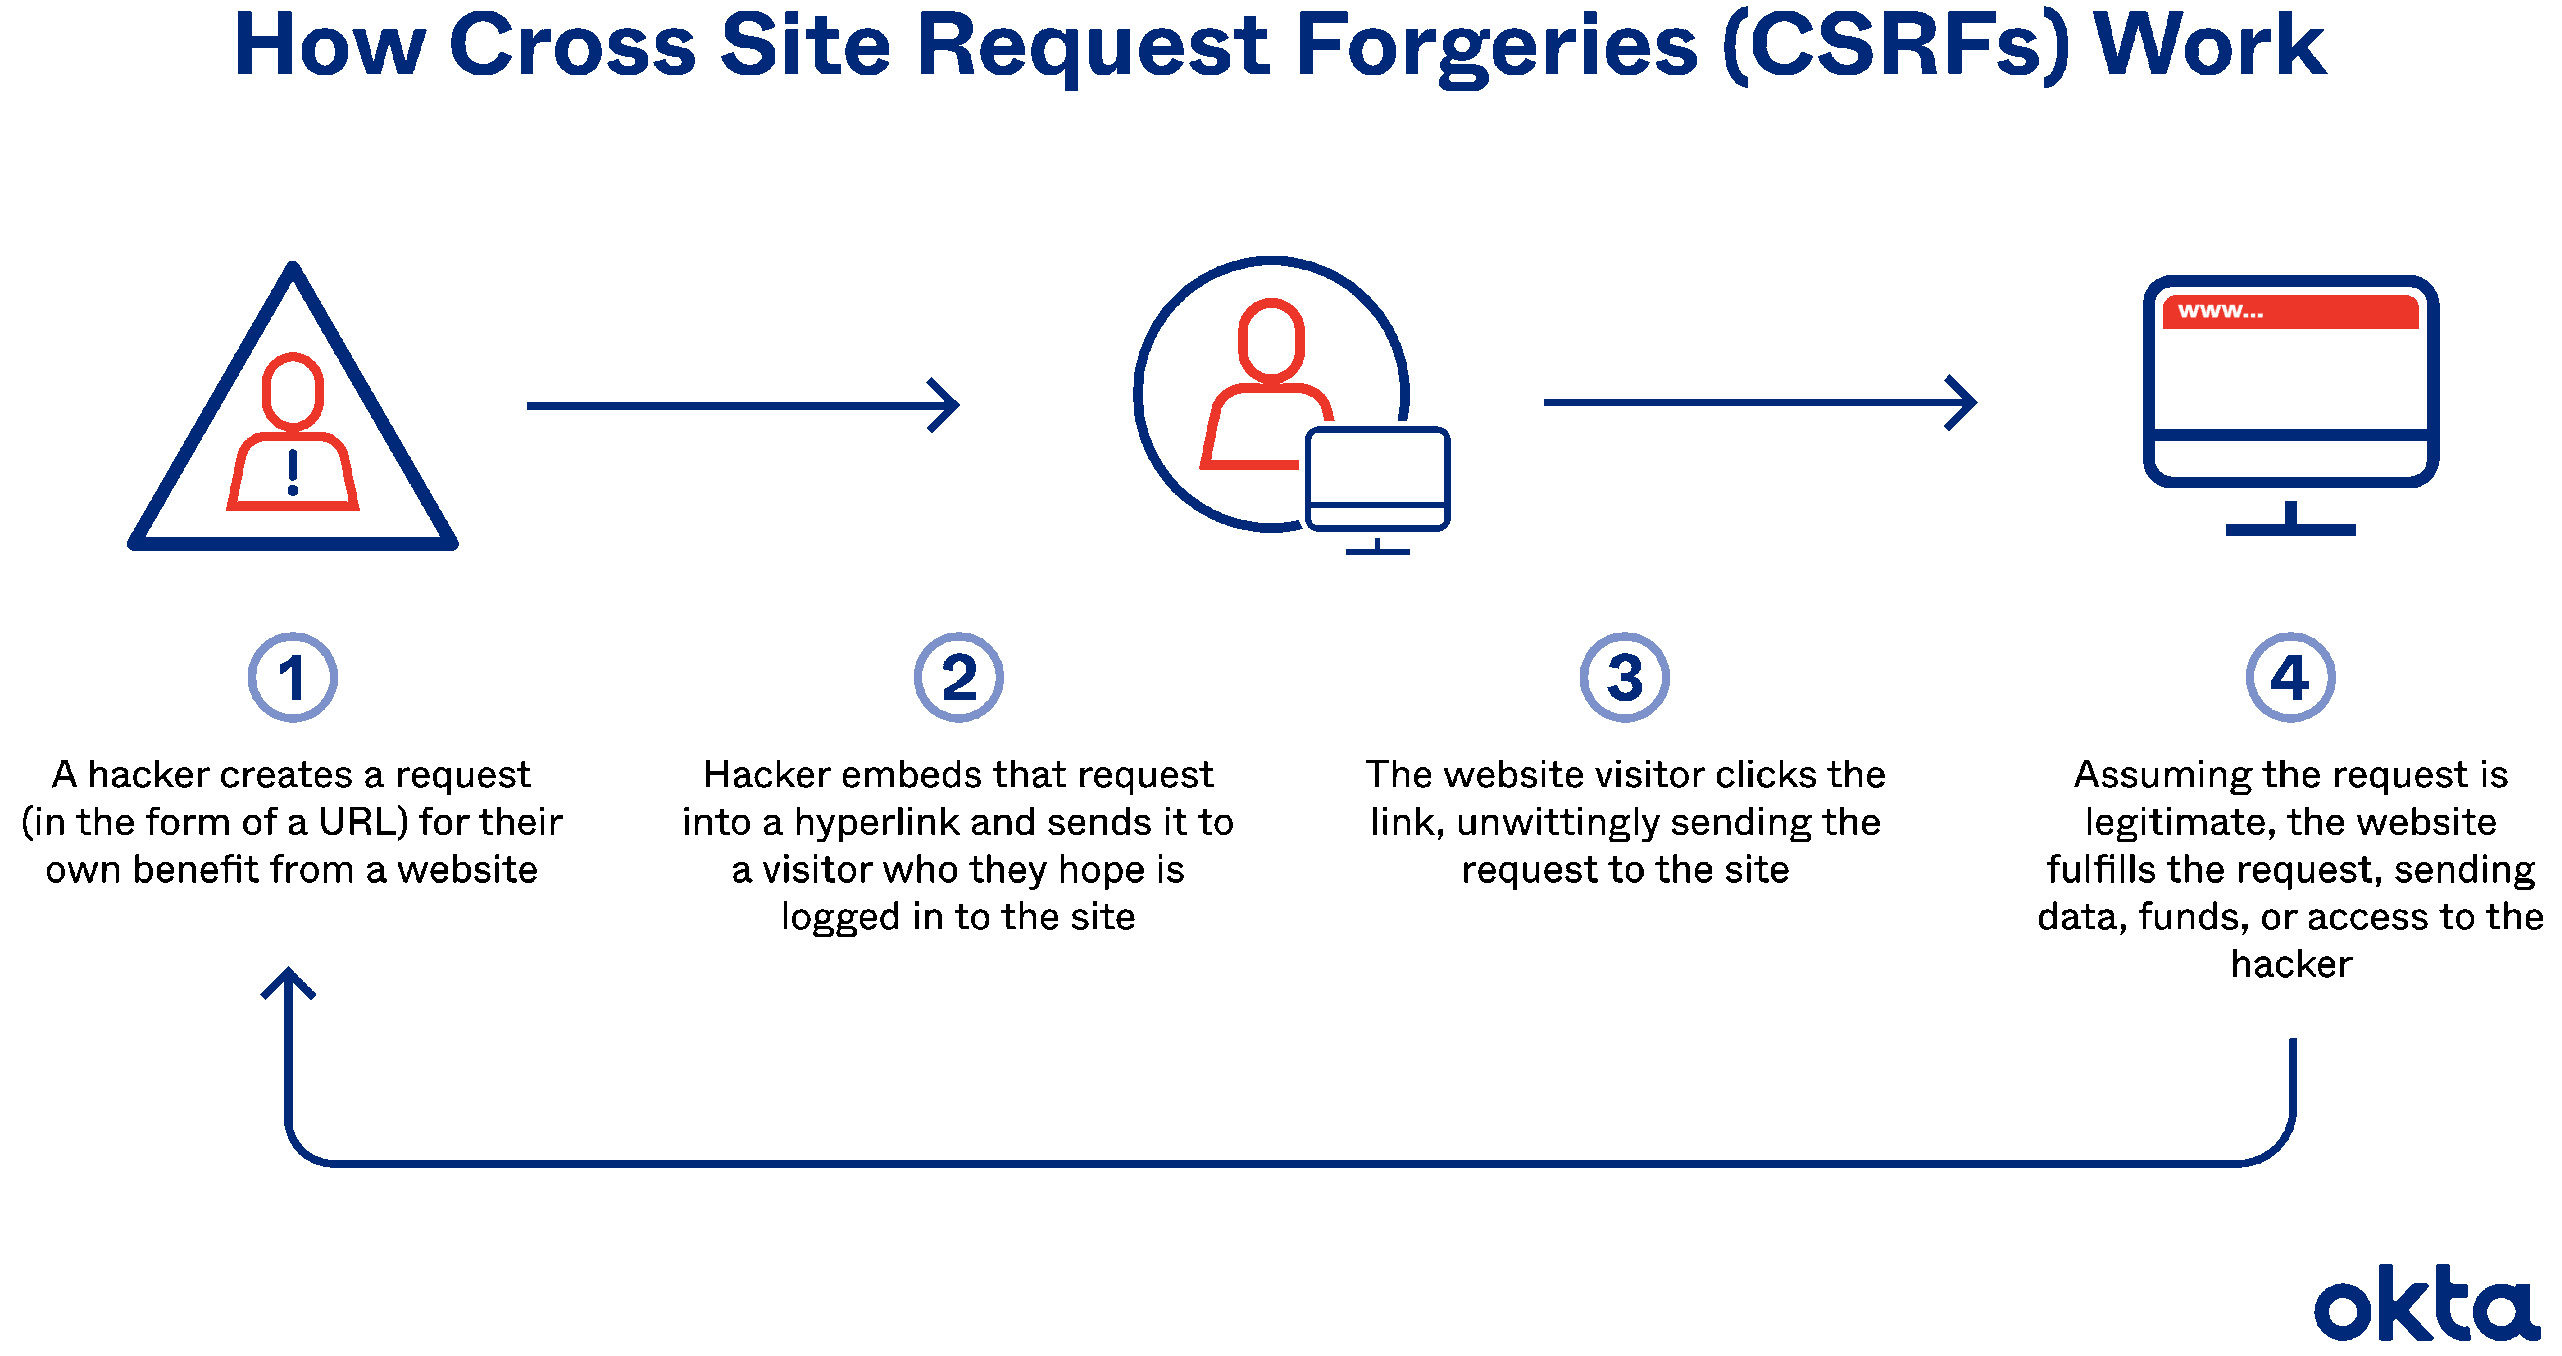 How Cross Site Request Forgeries (CSRFs) Work
!
www...
1
A hacker creates a request
(in the form of a URL) for their
own benefit from a website
2
Hacker embeds that request
into a hyperlink and sends it to
a visitor who they hope is
logged in to the site
3
The website visitor clicks the
link, unwittingly sending the
request to the site
4
Assuming the request is
legitimate, the website
fulfills the request, sending
data, funds, or access to the
hacker
okta